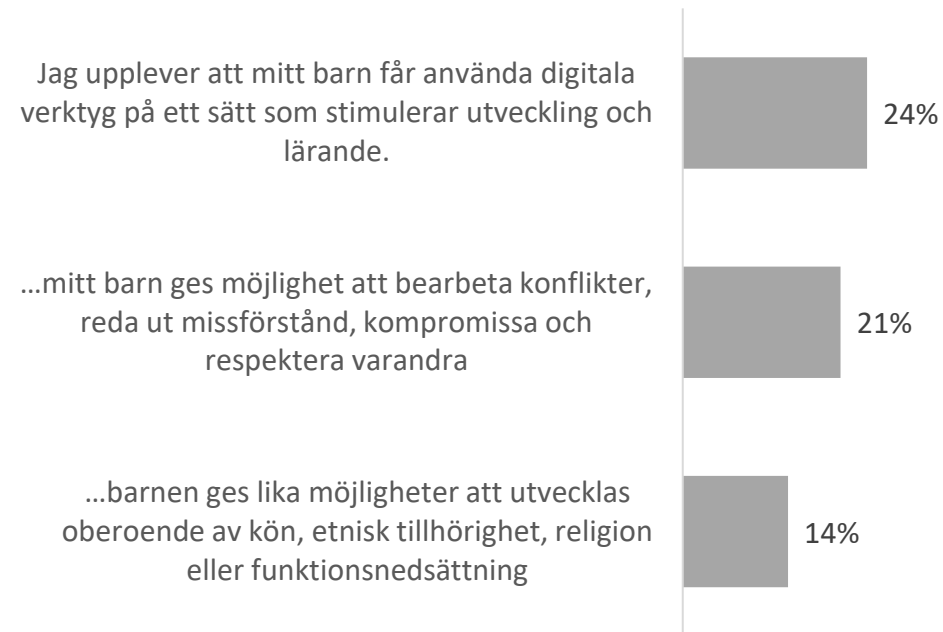 Jag upplever att mitt barn får använda digitala
verktyg på ett sätt som stimulerar utveckling och
lärande.
24%
...mitt barn ges möjlighet att bearbeta konflikter,
reda ut missförstånd, kompromissa och
respektera varandra
21%
...barnen ges lika möjligheter att utvecklas
oberoende av kön, etnisk tillhörighet, religion
eller funktionsnedsättning
14%